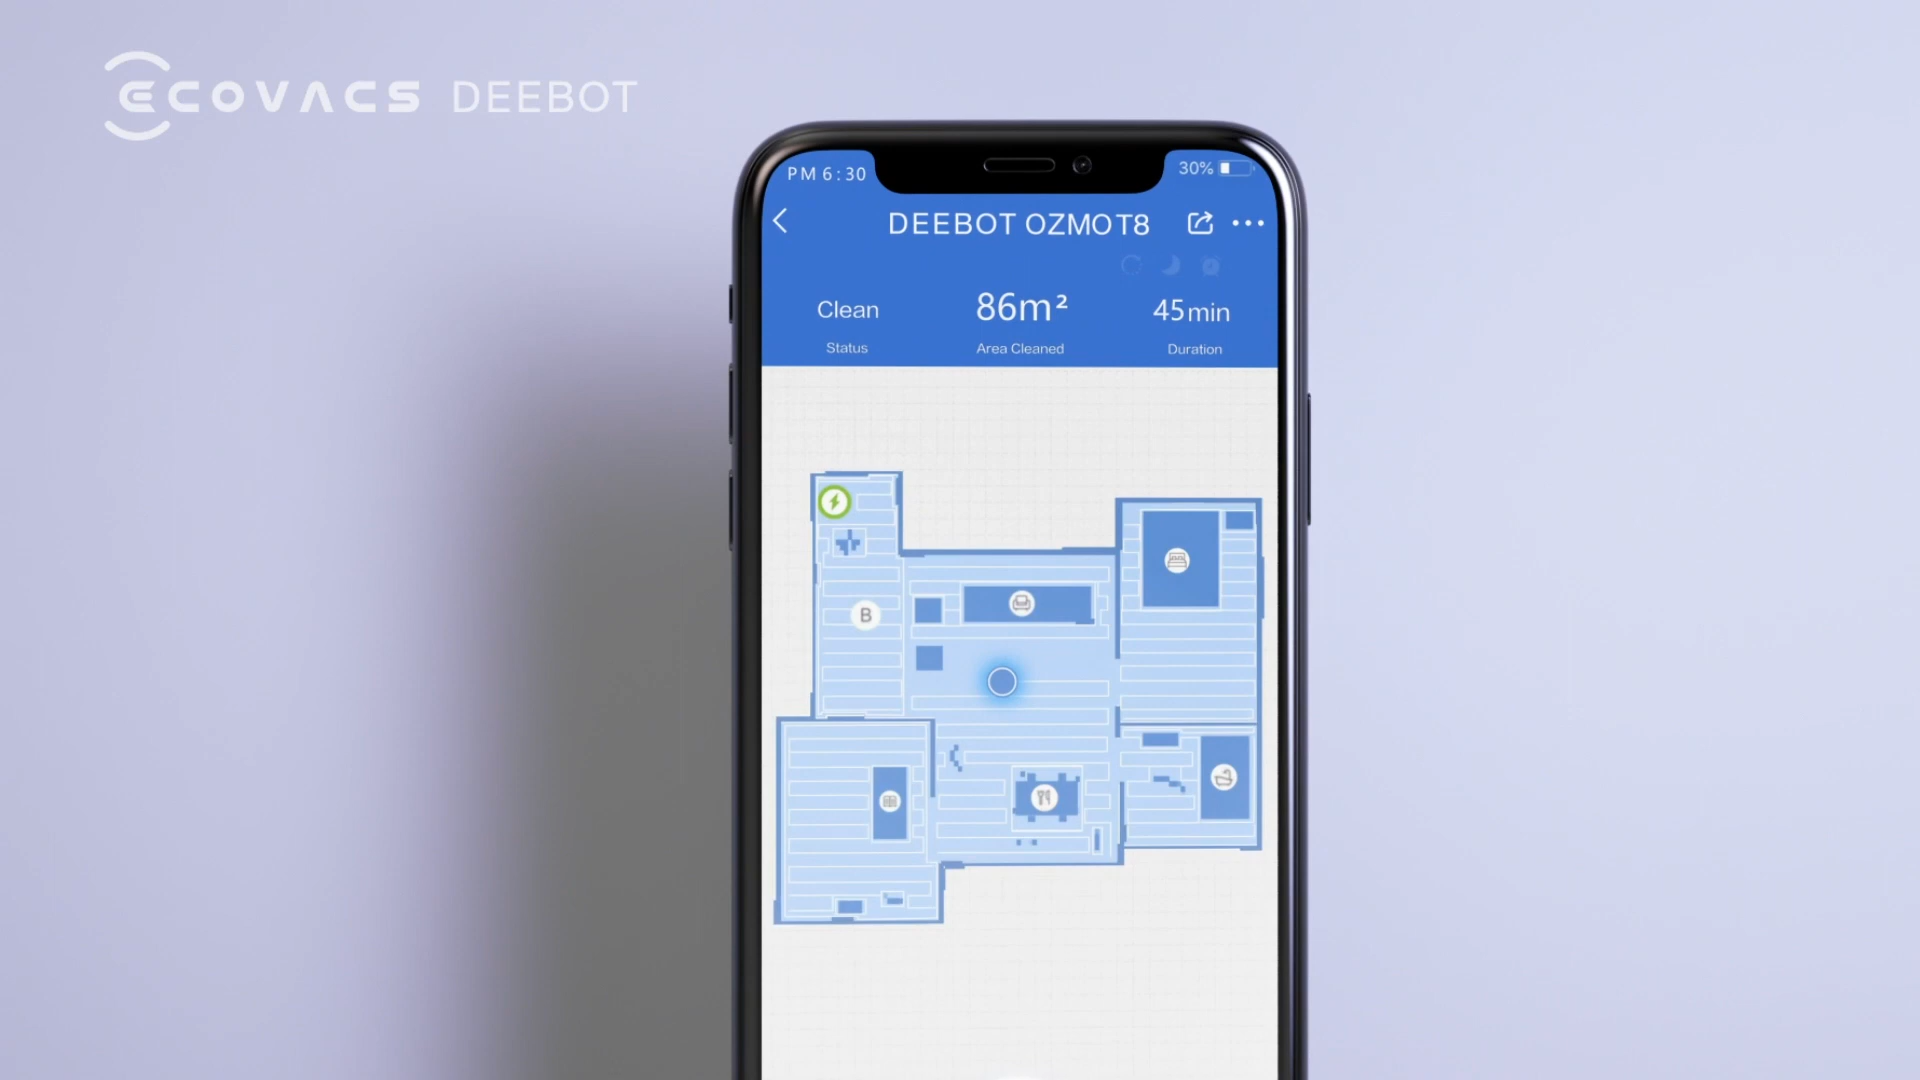 ECOVACS DEEBOT
PM 6:30
30%
DEEBOT OZMO T8
Clean
86m²
45min
Status
Area Cleaned
Duration
B